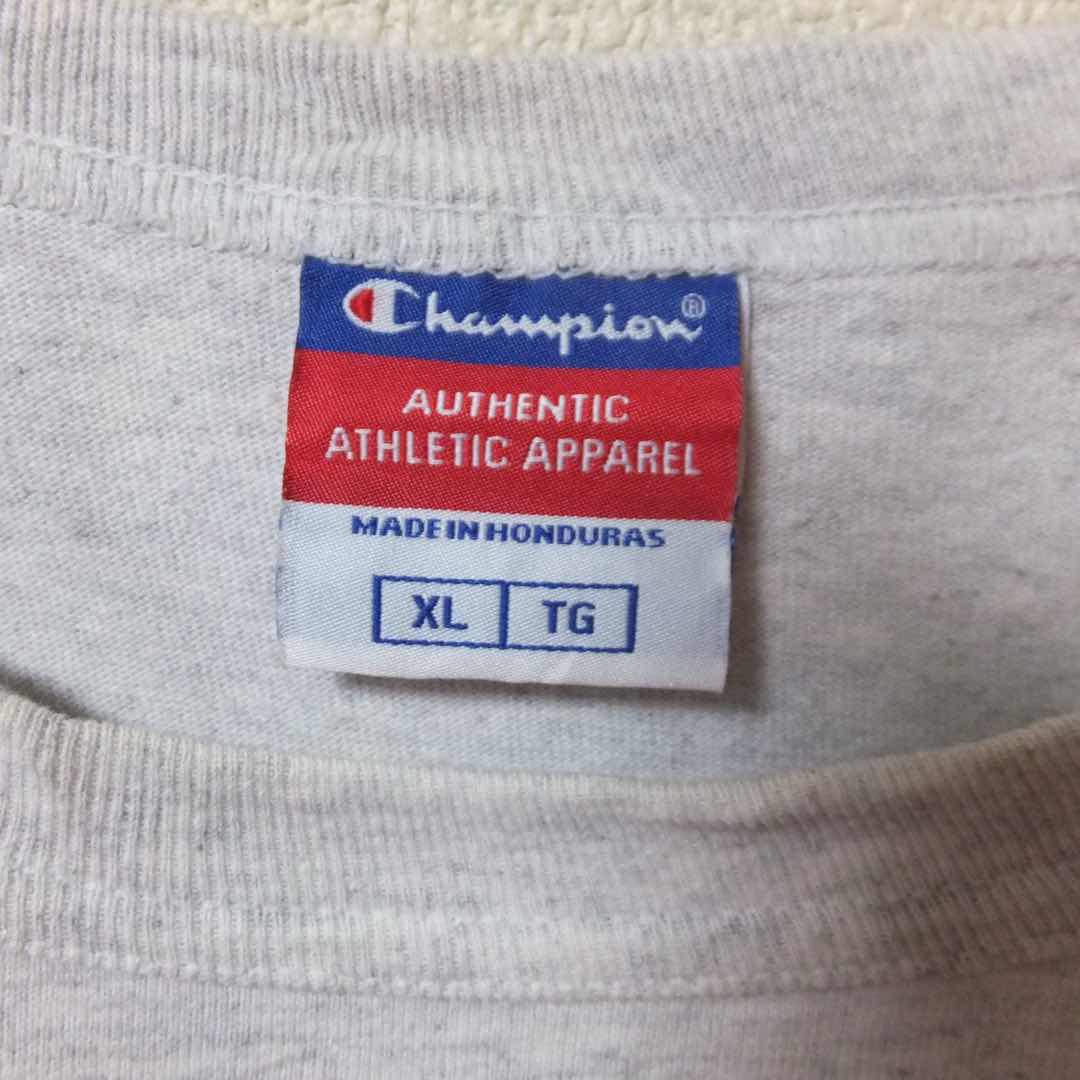 Champion®
AUTHENTIC
ATHLETIC APPAREL
MADE IN HONDURAS
XL TG